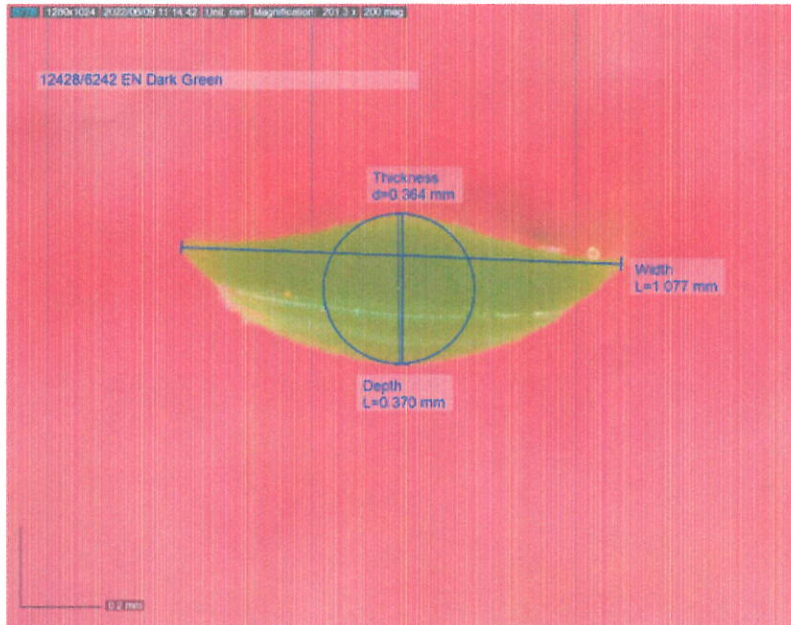 1280x1024 2022/06/09 11:14:42 Unit: mm Magnification: 201.3 x 200 mag
12428/6242 EN Dark Green
Thickness
d=0.364 mm
Width
L=1.077 mm
Depth
L=0.370 mm
0.2 mm